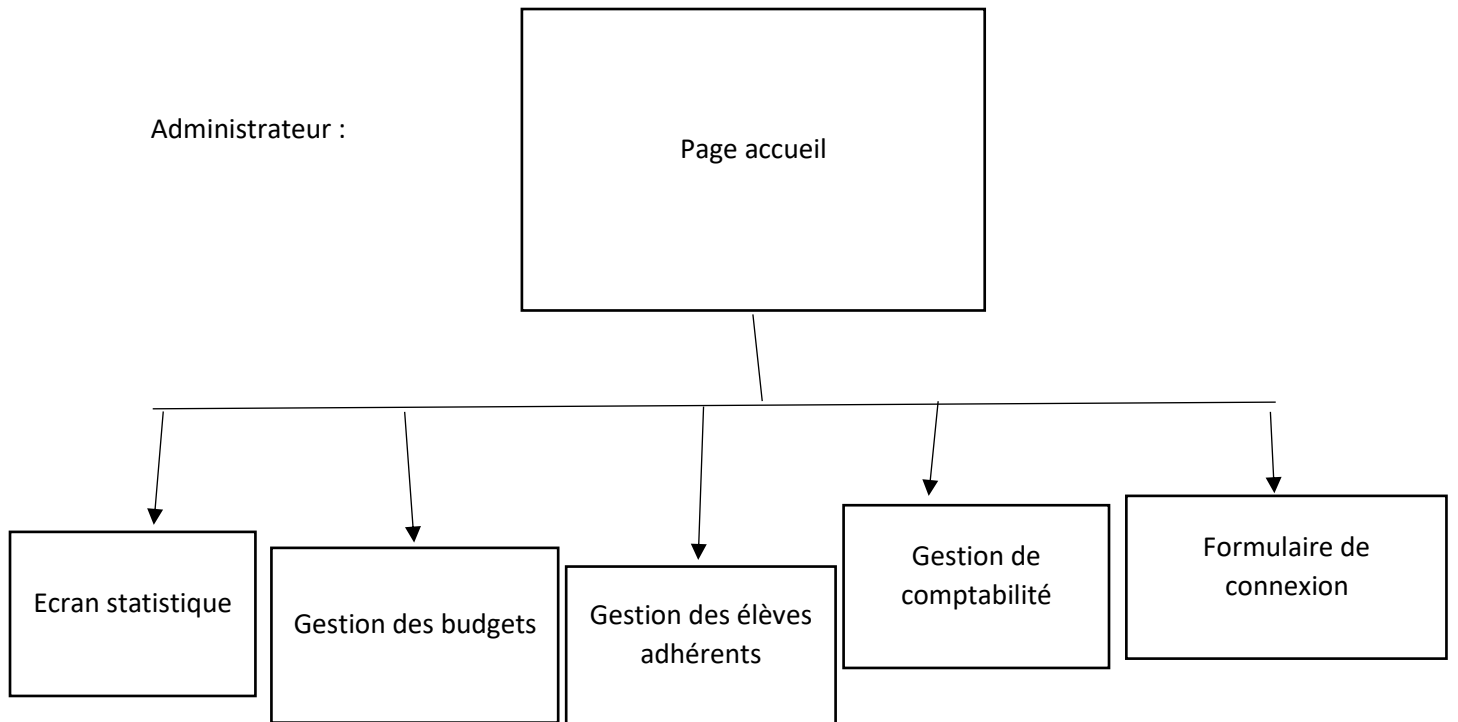 Administrateur :
Page accueil
Ecran statistique
Gestion des budgets
Gestion des élèves
adhérents
Gestion de
comptabilité
Formulaire de
connexion